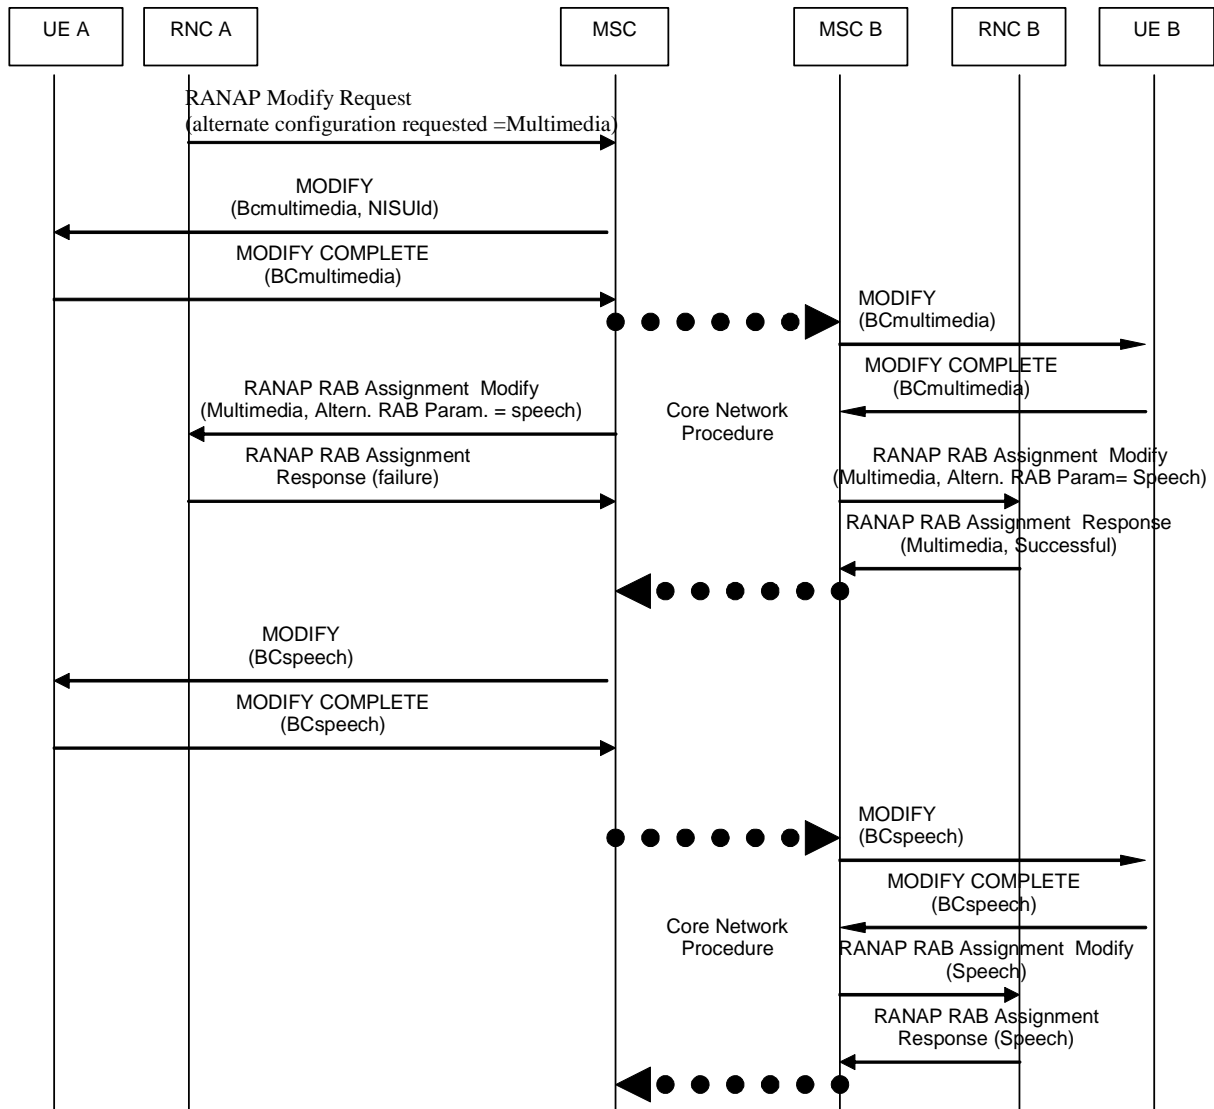 UE A
RNC A
MSC
MSC B
RNC B
UE B
RANAP Modify Request
(alternate configuration requested =Multimedia)
MODIFY
(Bcmultimedia, NISUId)
MODIFY COMPLETE
(BCmultimedia)
MODIFY
(BCmultimedia)
MODIFY COMPLETE
(BCmultimedia)
RANAP RAB Assignment Modify
(Multimedia, Altern. RAB Param. = speech)
Core Network
Procedure
RANAP RAB Assignment
Response (failure)
RANAP RAB Assignment Modify
(Multimedia, Altern. RAB Param= Speech)
RANAP RAB Assignment Response
(Multimedia, Successful)
MODIFY
(BCspeech)
MODIFY COMPLETE
(BCspeech)
MODIFY
(BCspeech)
MODIFY COMPLETE
(BCspeech)
Core Network
Procedure
RANAP RAB Assignment Modify
(Speech)
RANAP RAB Assignment
Response (Speech)